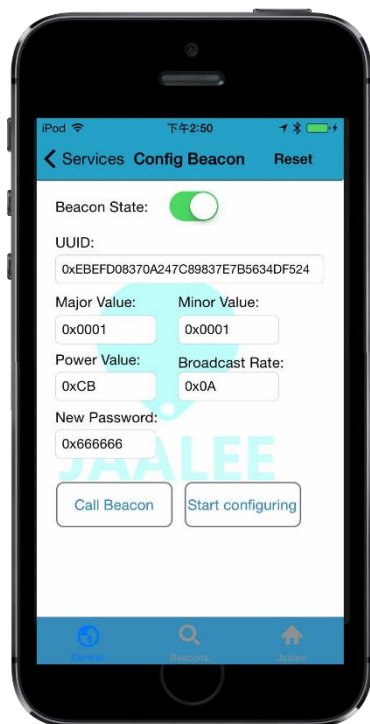 iPod 下午2:50
Services Config Beacon Reset
Beacon State:
UUID:
0xEBEFD08370A247C89837E7B5634DF524
Major Value: Minor Value:
0x0001 0x0001
Power Value: Broadcast Rate:
0xCB 0x0A
New Password:
0x666666
JAALEE
Call Beacon Start configuring
Central Beacons Jaalee